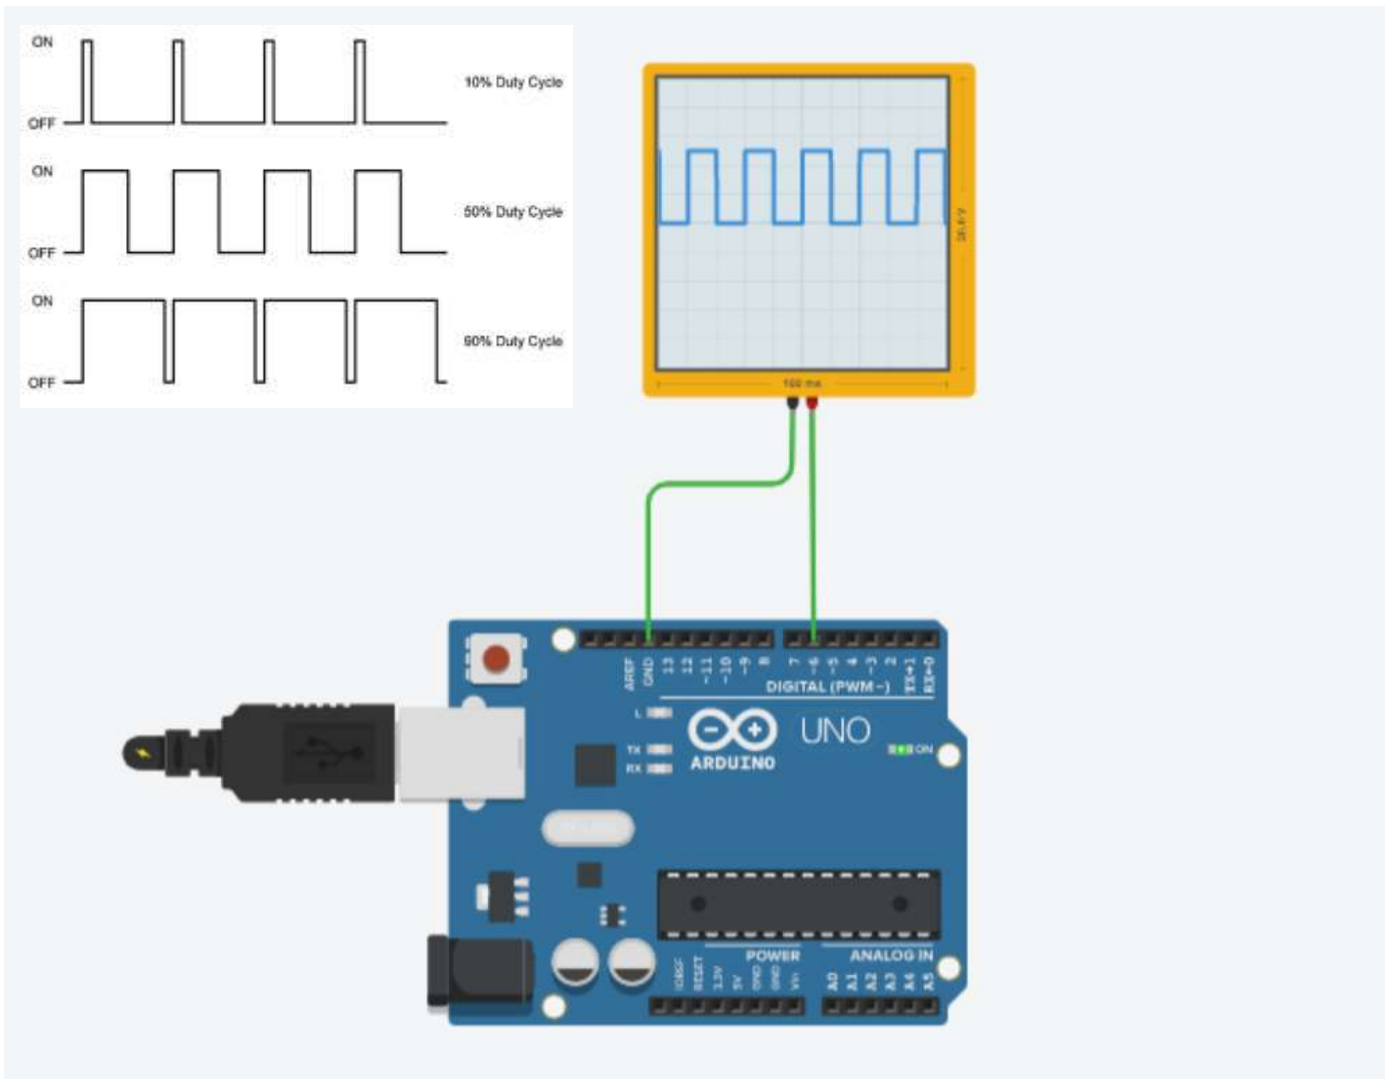 ON
10% Duty Cycle
OFF
ON
50% Duty Cycle
OFF
ON
90% Duty Cycle
OFF
100 ms
AREF
GND
13
12
~11
~10
~9
8
7
~6
~5
4
~3
2
TX→1
RX←0
DIGITAL (PWM~)
L
TX
RX
ARDUINO
UNO
ON
POWER
ANALOG IN
IOREF
RESET
3.3V
5V
GND
GND
Vin
A0
A1
A2
A3
A4
A5